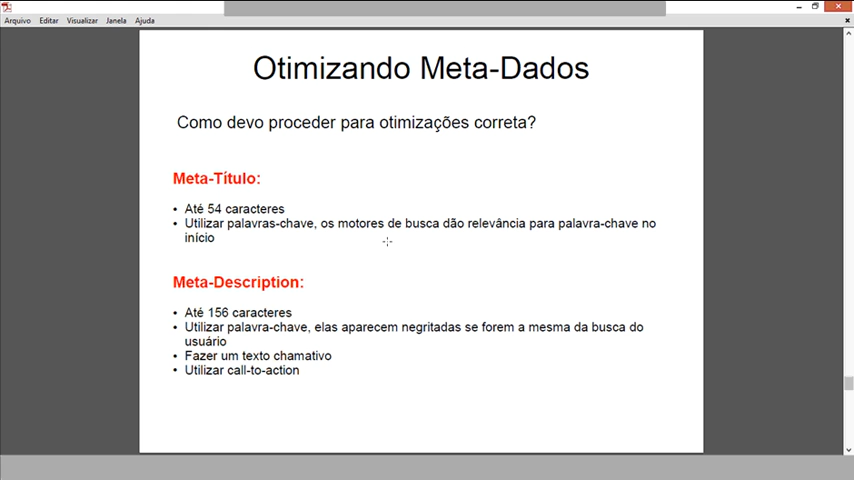 Arquivo Editar Visualizar Janela Ajuda
Otimizando Meta-Dados
Como devo proceder para otimizações correta?
Meta-Título:
• Até 54 caracteres
• Utilizar palavras-chave, os motores de busca dão relevância para palavra-chave no
início
Meta-Description:
• Até 156 caracteres
• Utilizar palavra-chave, elas aparecem negritadas se forem a mesma da busca do
usuário
• Fazer um texto chamativo
• Utilizar call-to-action